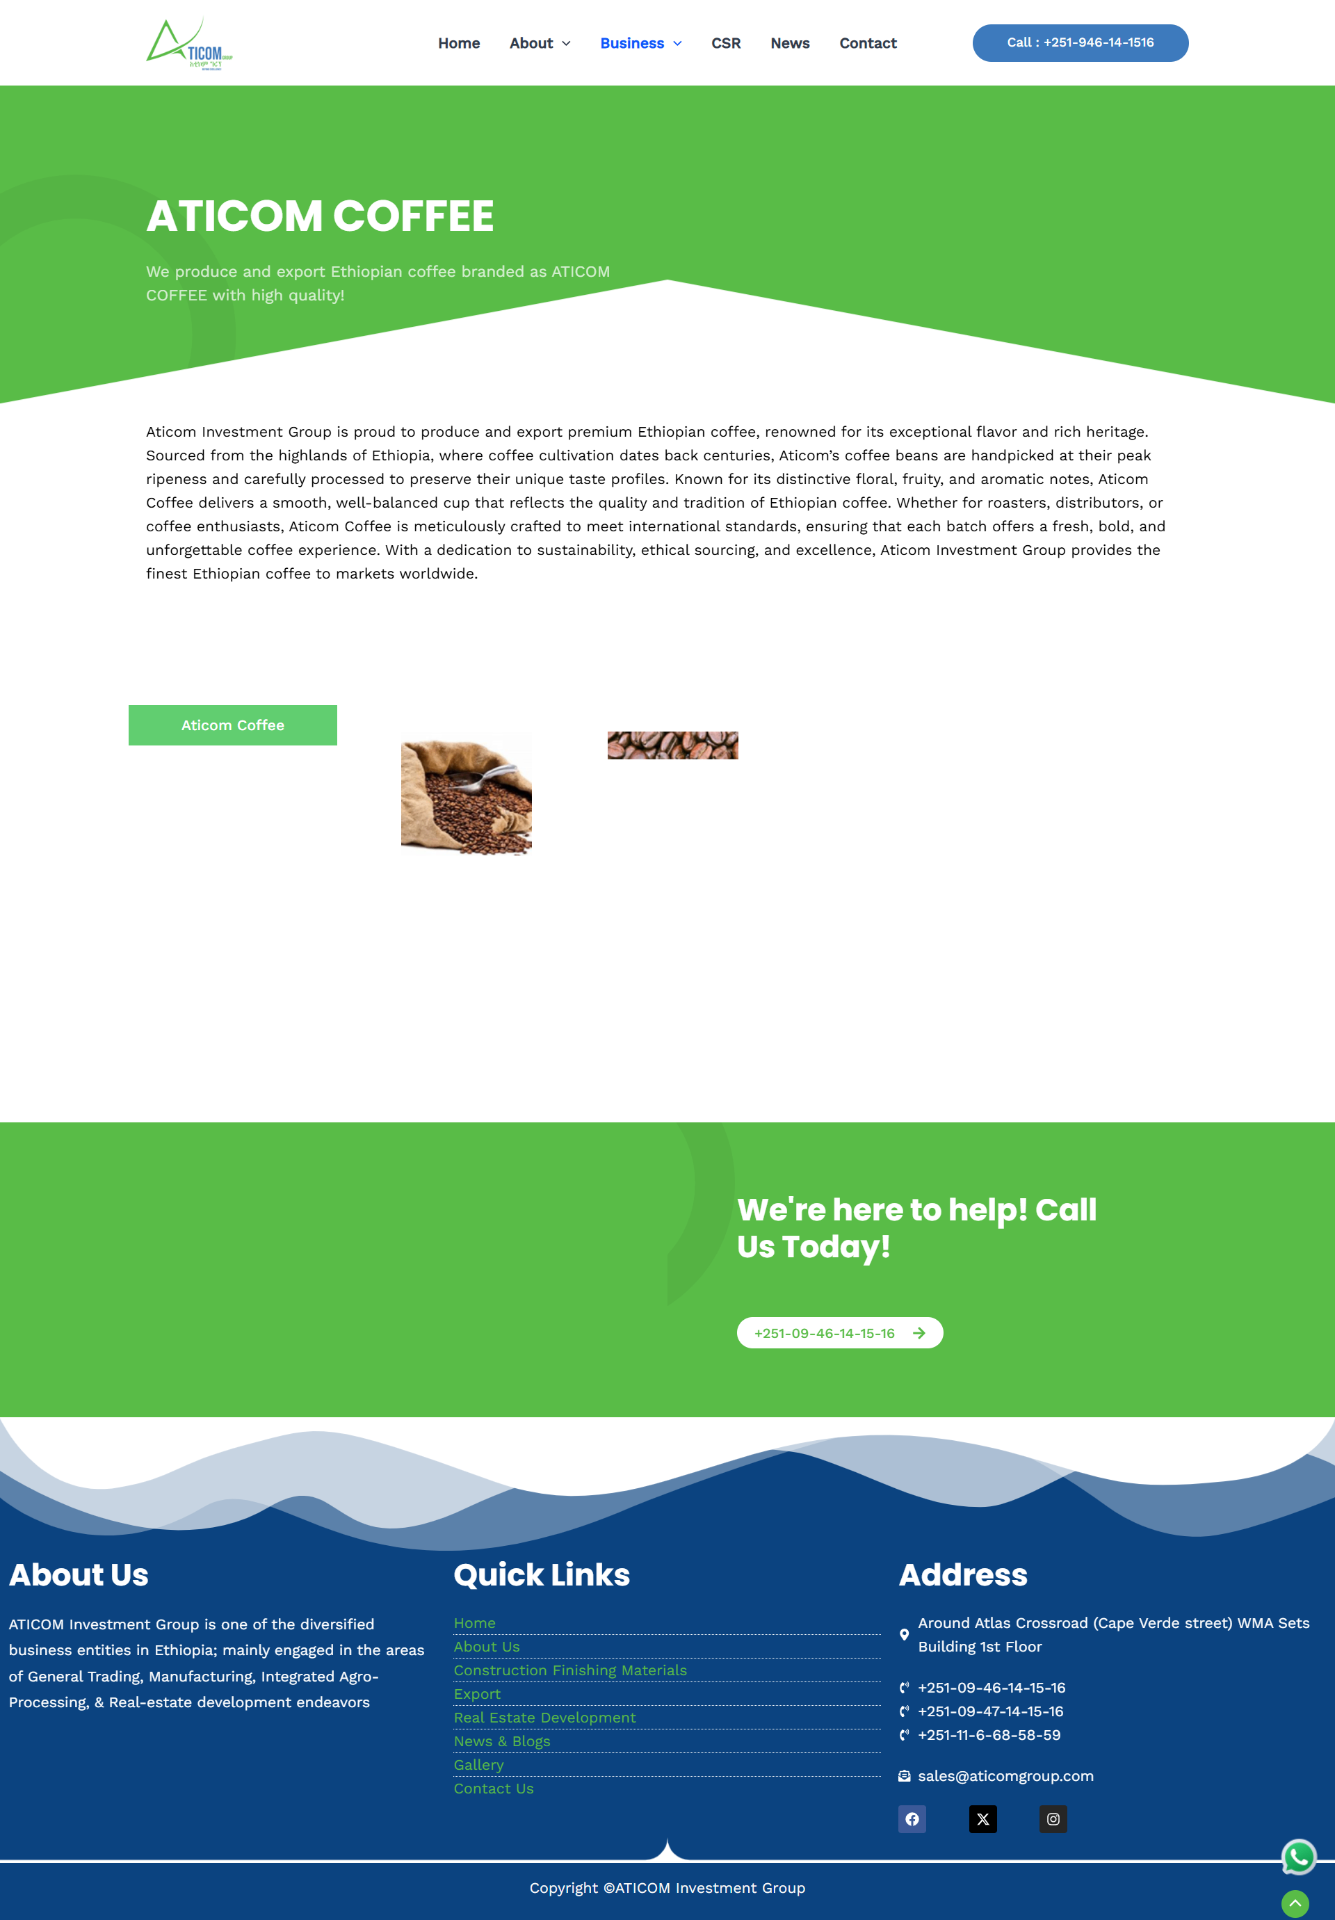 TICOM
GROUP
Home
About
Business
CSR
News
Contact
Call : +251-946-14-1516
ATICOM COFFEE
We produce and export Ethiopian coffee branded as ATICOM
COFFEE with high quality!
Aticom Investment Group is proud to produce and export premium Ethiopian coffee, renowned for its exceptional flavor and rich heritage.
Sourced from the highlands of Ethiopia, where coffee cultivation dates back centuries, Aticom’s coffee beans are handpicked at their peak
ripeness and carefully processed to preserve their unique taste profiles. Known for its distinctive floral, fruity, and aromatic notes, Aticom
Coffee delivers a smooth, well-balanced cup that reflects the quality and tradition of Ethiopian coffee. Whether for roasters, distributors, or
coffee enthusiasts, Aticom Coffee is meticulously crafted to meet international standards, ensuring that each batch offers a fresh, bold, and
unforgettable coffee experience. With a dedication to sustainability, ethical sourcing, and excellence, Aticom Investment Group provides the
finest Ethiopian coffee to markets worldwide.
Aticom Coffee
We're here to help! Call
Us Today!
+251-09-46-14-15-16
About Us
ATICOM Investment Group is one of the diversified
business entities in Ethiopia; mainly engaged in the areas
of General Trading, Manufacturing, Integrated Agro-
Processing, & Real-estate development endeavors
Quick Links
Home
About Us
Construction Finishing Materials
Export
Real Estate Development
News & Blogs
Gallery
Contact Us
Address
Around Atlas Crossroad (Cape Verde street) WMA Sets
Building 1st Floor
+251-09-46-14-15-16
+251-09-47-14-15-16
+251-11-6-68-58-59
sales@aticomgroup.com
Copyright ©ATICOM Investment Group